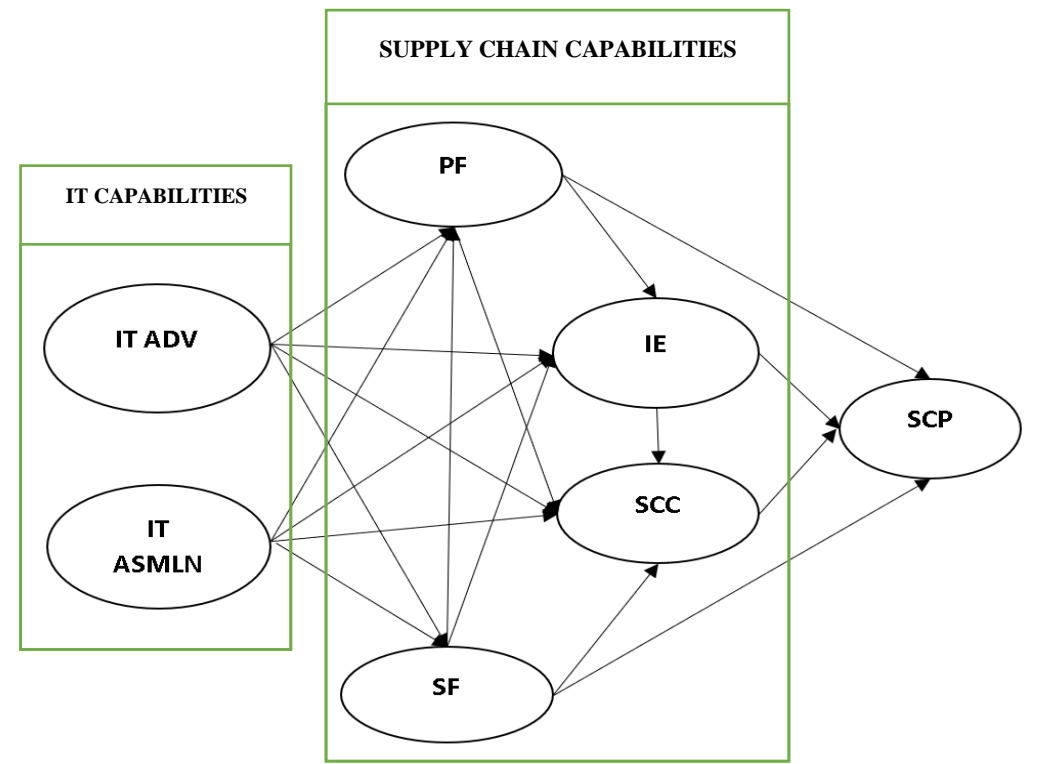 SUPPLY CHAIN CAPABILITIES
PF
IT CAPABILITIES
IT ADV
IE
SCP
SCC
IT
ASMLN
SF